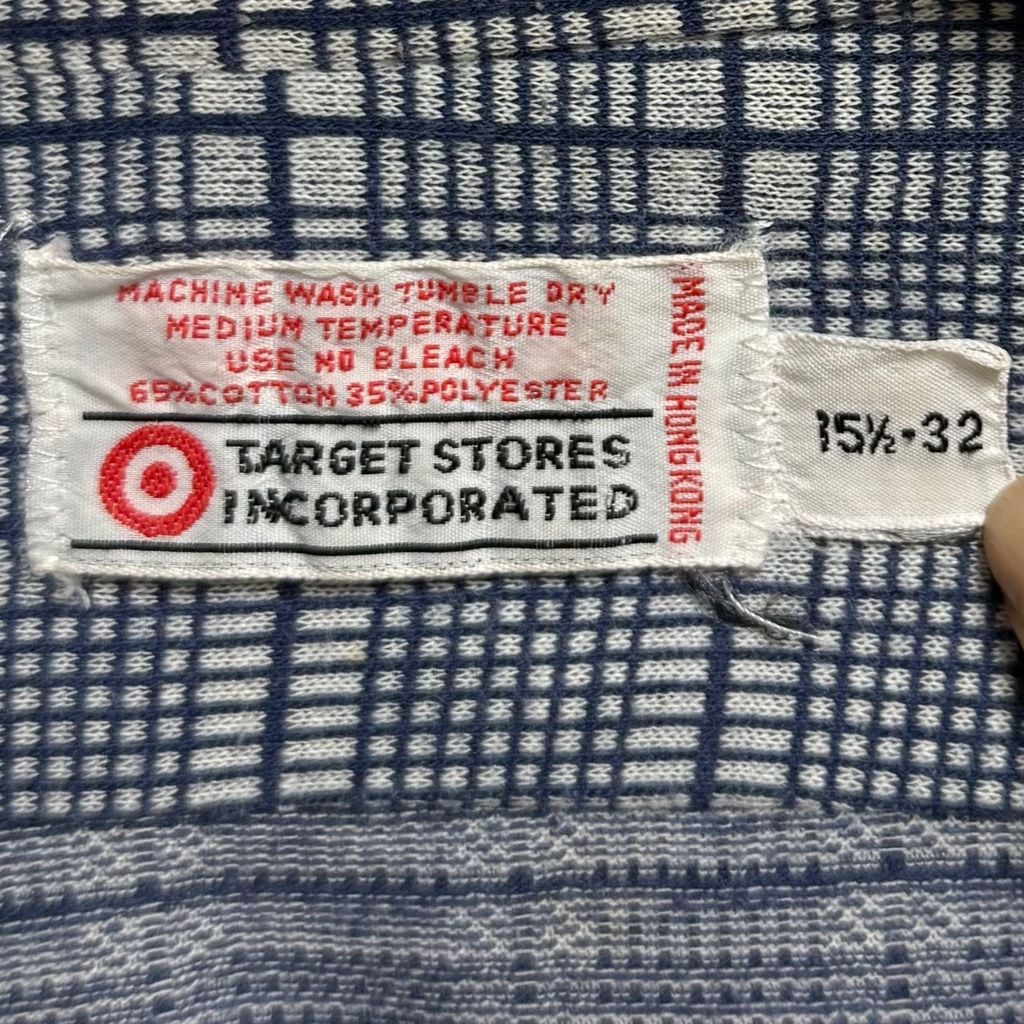 MACHINE WASH TUMBLE DRY
MEDIUM TEMPERATURE
USE NO BLEACH
65%COTTON 35%POLYESTER
TARGET STORES
INCORPORATED
MADE IN HONG KONG
15½-32